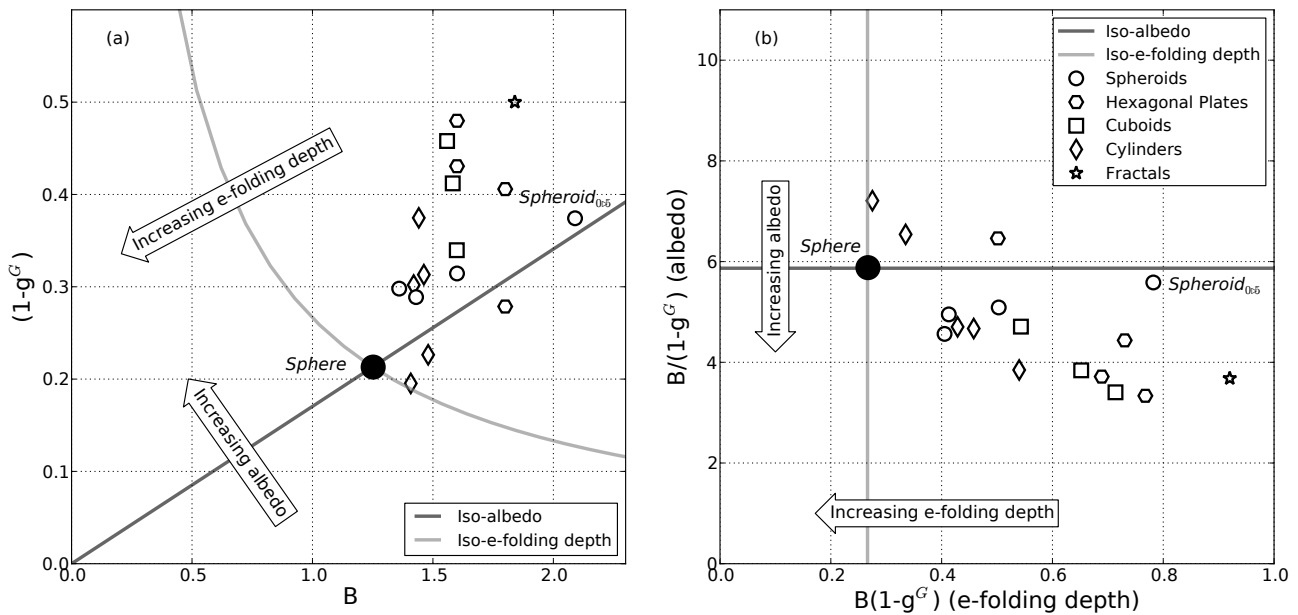 (a)
0.5
0.4
0.3
0.2
0.1
0.0
(1-g^G)
0.0
0.5
1.0
1.5
2.0
B
Increasing e-folding depth
Increasing albedo
Sphere
Spheroid0:5
Iso-albedo
Iso-e-folding depth
(b)
10
8
6
4
2
0
B/(1-g^G) (albedo)
0.0
0.2
0.4
0.6
0.8
1.0
B(1-g^G) (e-folding depth)
Increasing albedo
Increasing e-folding depth
Sphere
Spheroid0:5
Iso-albedo
Iso-e-folding depth
Spheroids
Hexagonal Plates
Cuboids
Cylinders
Fractals